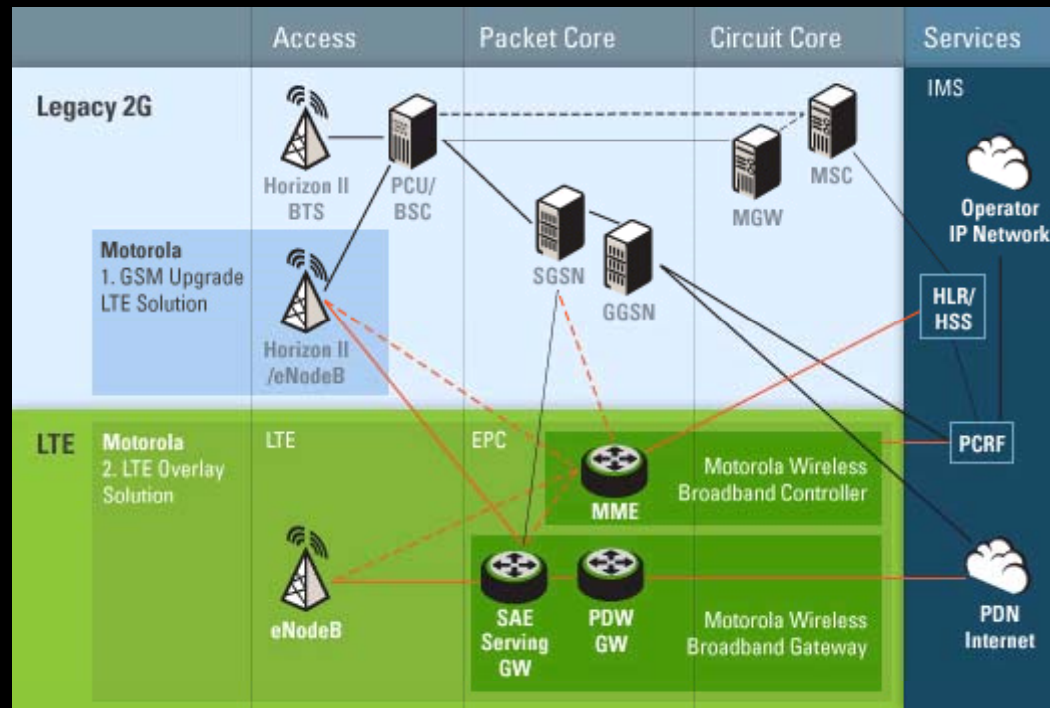 Access
Packet Core
Circuit Core
Services
Legacy 2G
IMS
Horizon II
BTS
PCU/
BSC
MGW
MSC
Operator
IP Network
Motorola
1. GSM Upgrade
LTE Solution
SGSN
GGSN
HLR/
HSS
Horizon II
/eNodeB
LTE
Motorola
2. LTE Overlay
Solution
LTE
EPC
PCRF
MME
Motorola Wireless
Broadband Controller
eNodeB
SAE
Serving
GW
PDW
GW
Motorola Wireless
Broadband Gateway
PDN
Internet